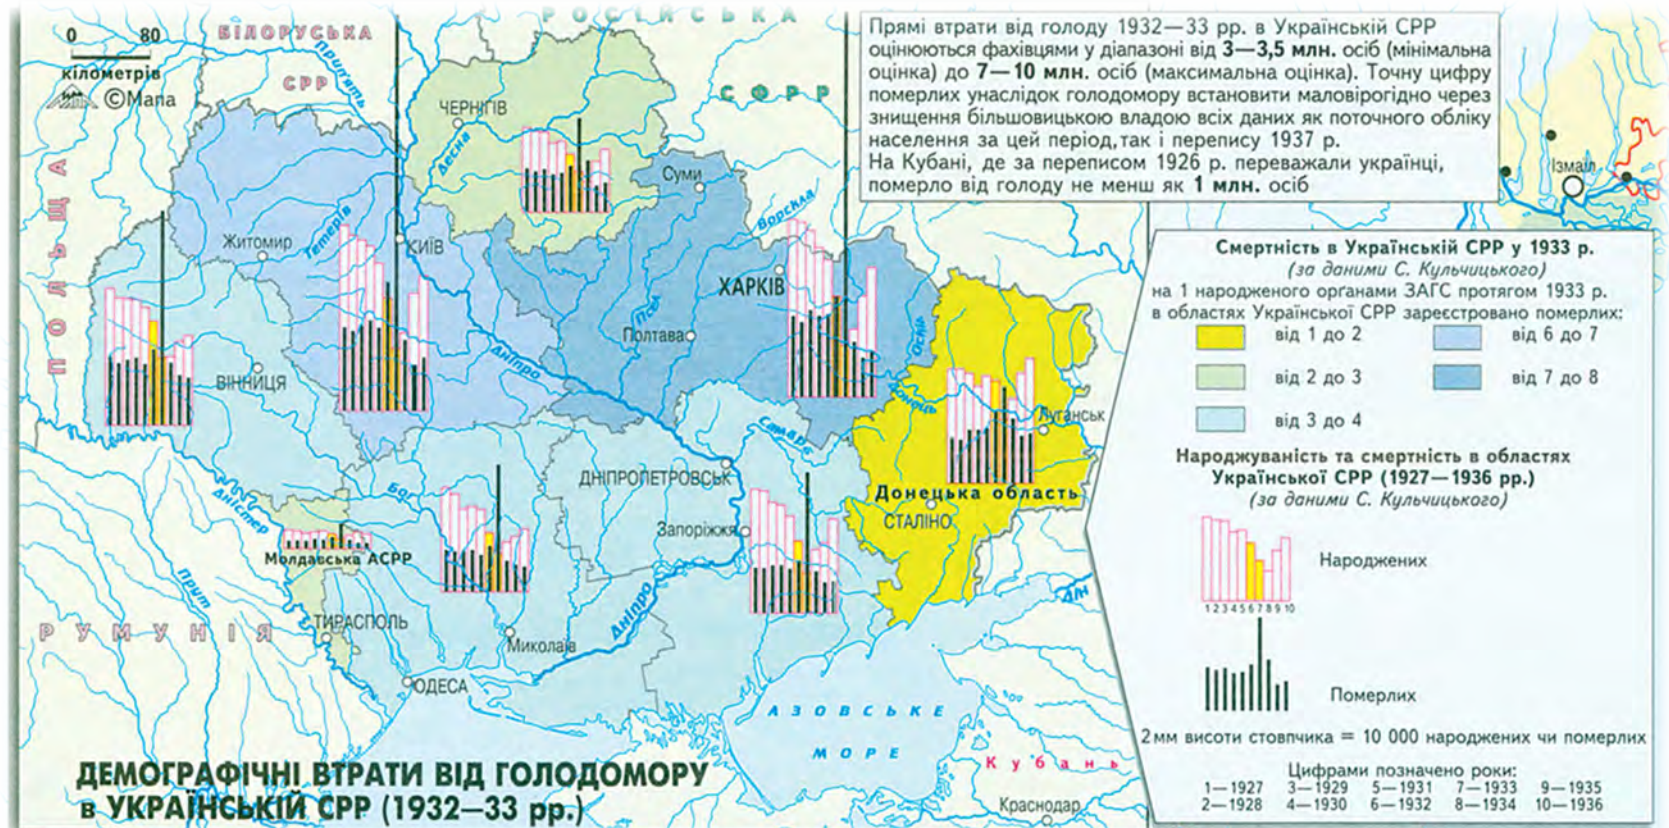 0 80
кілометрів
©Мапа
БІЛОРУСЬКА
СРР
РОСІЙСЬКА
СФРР
ПОЛЬЩА
РУМУНІЯ
Прип'ять
Десна
ЧЕРНІГІВ
Суми
Ворскла
Житомир
Тетерів
КИЇВ
ХАРКІВ
Псел
Полтава
Оскіл
Дніпро
ВІННИЦЯ
Донець
Луганськ
Самара
ДНІПРОПЕТРОВСЬК
Донецька область
СТАЛІНО
Запоріжжя
Буг
Дністер
Молдавська АСРР
Прут
Дніпро
ТИРАСПОЛЬ
Миколаїв
ОДЕСА
АЗОВСЬКЕ
МОРЕ
Кубань
Краснодар
Ізмаїл
ДЕМОГРАФІЧНІ ВТРАТИ ВІД ГОЛОДОМОРУ
в УКРАЇНСЬКІЙ СРР (1932—33 рр.)
Прямі втрати від голоду 1932—33 рр. в Українській СРР
оцінюються фахівцями у діапазоні від 3—3,5 млн. осіб (мінімальна
оцінка) до 7—10 млн. осіб (максимальна оцінка). Точну цифру
померлих унаслідок голодомору встановити маловірогідно через
знищення більшовицькою владою всіх даних як поточного обліку
населення за цей період,так і перепису 1937 р.
На Кубані, де за переписом 1926 р. переважали українці,
померло від голоду не менш як 1 млн. осіб
Смертність в Українській СРР у 1933 р.
(за даними С. Кульчицького)
на 1 народженого органами ЗАГС протягом 1933 р.
в областях Української СРР зареєстровано померлих:
від 1 до 2 від 6 до 7
від 2 до 3 від 7 до 8
від 3 до 4
Народжуваність та смертність в областях
Української СРР (1927—1936 рр.)
(за даними С. Кульчицького)
Народжених
1 2 3 4 5 6 7 8 9 10
Померлих
2мм висоти стовпчика = 10 000 народжених чи померлих
Цифрами позначено роки:
1—1927 3—1929 5—1931 7—1933 9—1935
2—1928 4—1930 6—1932 8—1934 10—1936